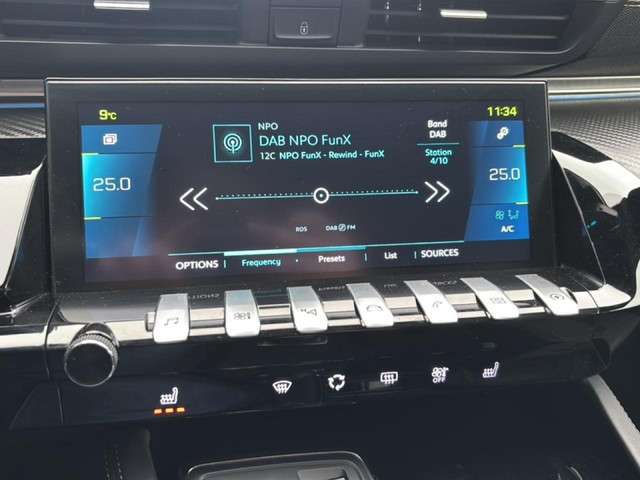 9°C
11:34
NPO
DAB NPO FunX
12C NPO FunX - Rewind - FunX
Band
DAB
Station
4/10
25.0
25.0
RDS DAB FM
A/C
OPTIONS Frequency Presets List SOURCES
OFF